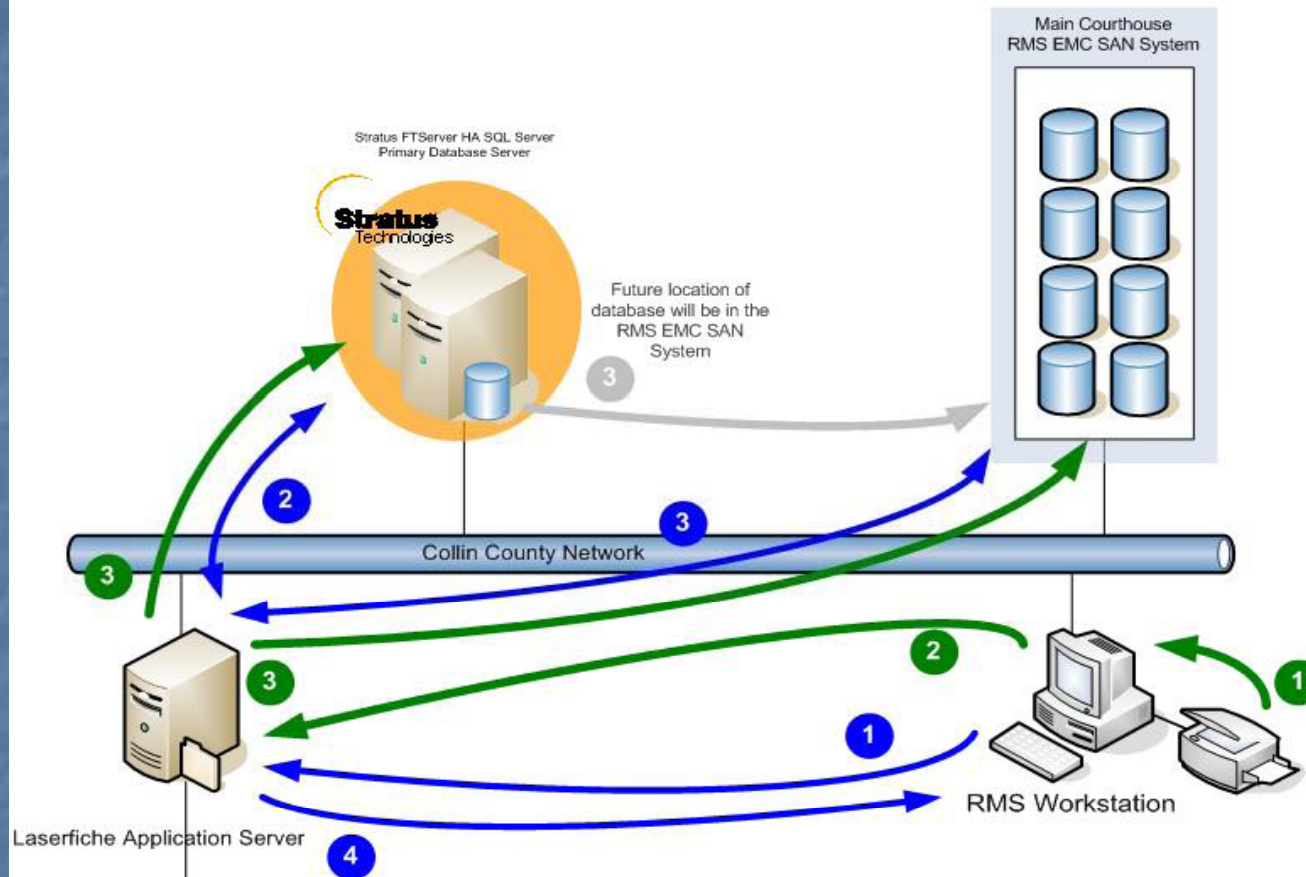 Main Courthouse
RMS EMC SAN System
Stratus FTServer HA SQL Server
Primary Database Server
Stratus
Technologies
Future location of
database will be in the
RMS EMC SAN
System
3
2
3
Collin County Network
3
2
1
3
1
RMS Workstation
Laserfiche Application Server
4